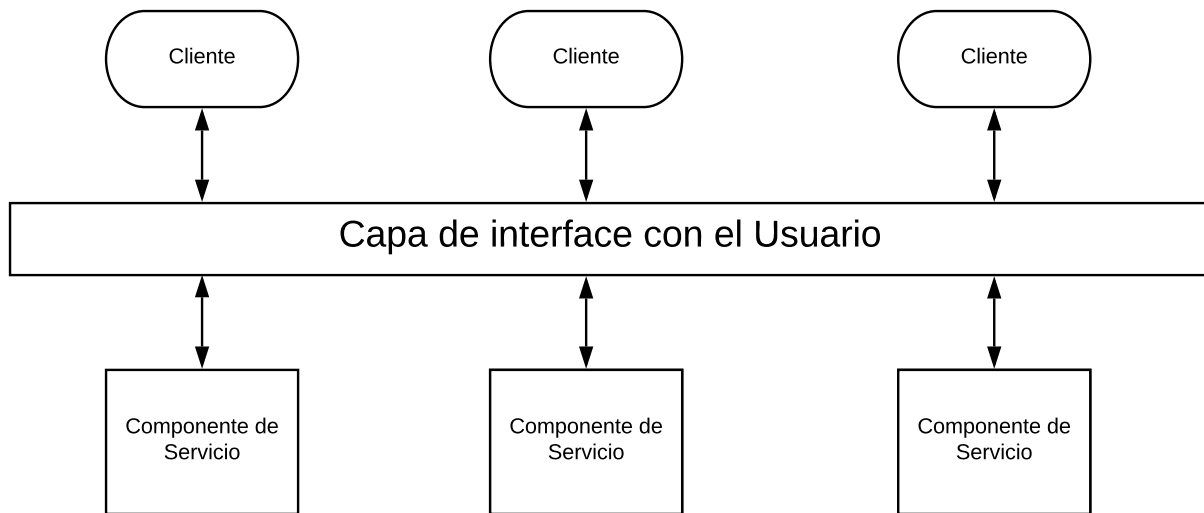 Cliente
Cliente
Cliente
Capa de interface con el Usuario
Componente de
Servicio
Componente de
Servicio
Componente de
Servicio